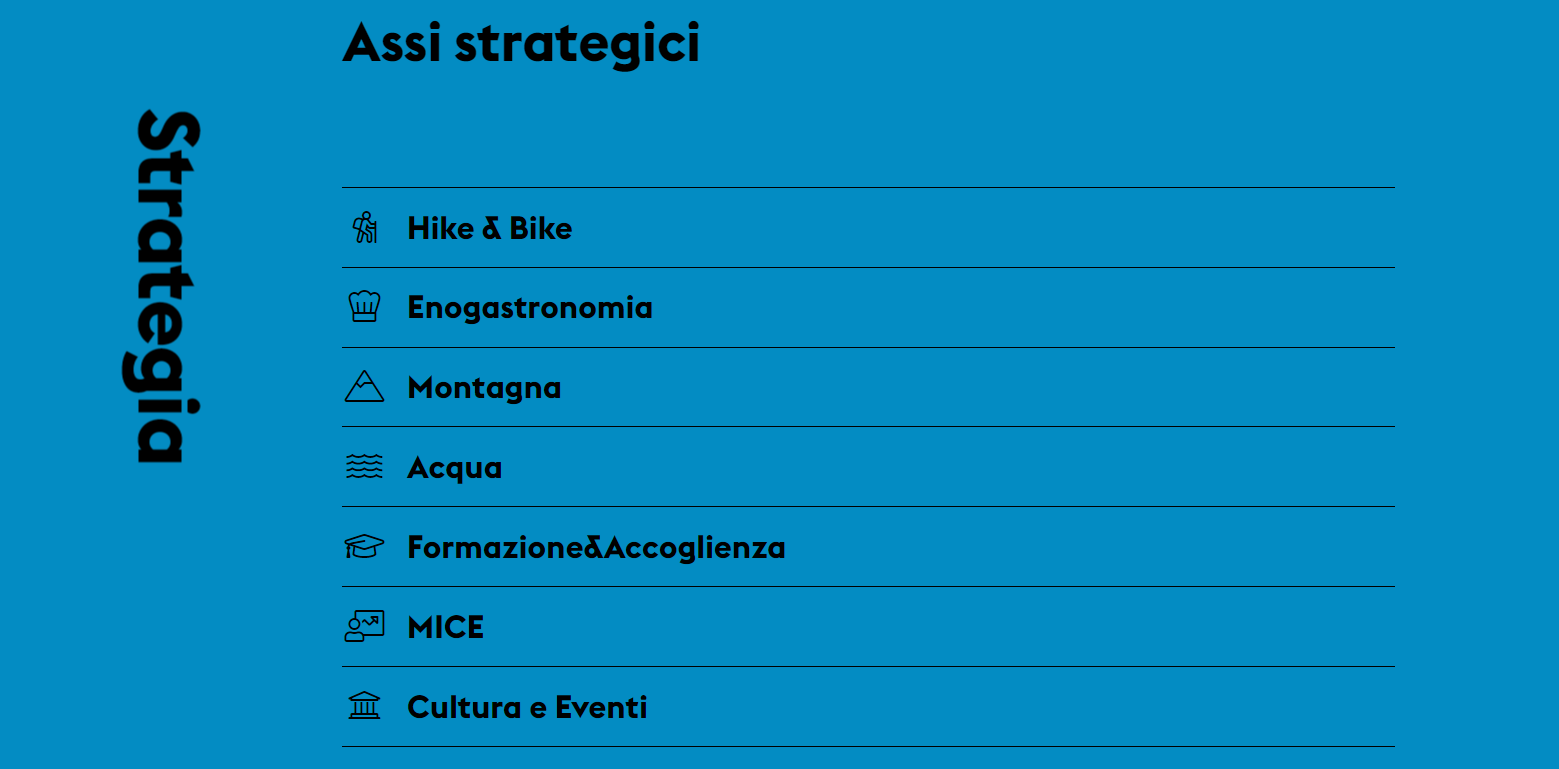 Assi strategici
Strategia
Hike & Bike
Enogastronomia
Montagna
Acqua
Formazione&Accoglienza
MICE
Cultura e Eventi